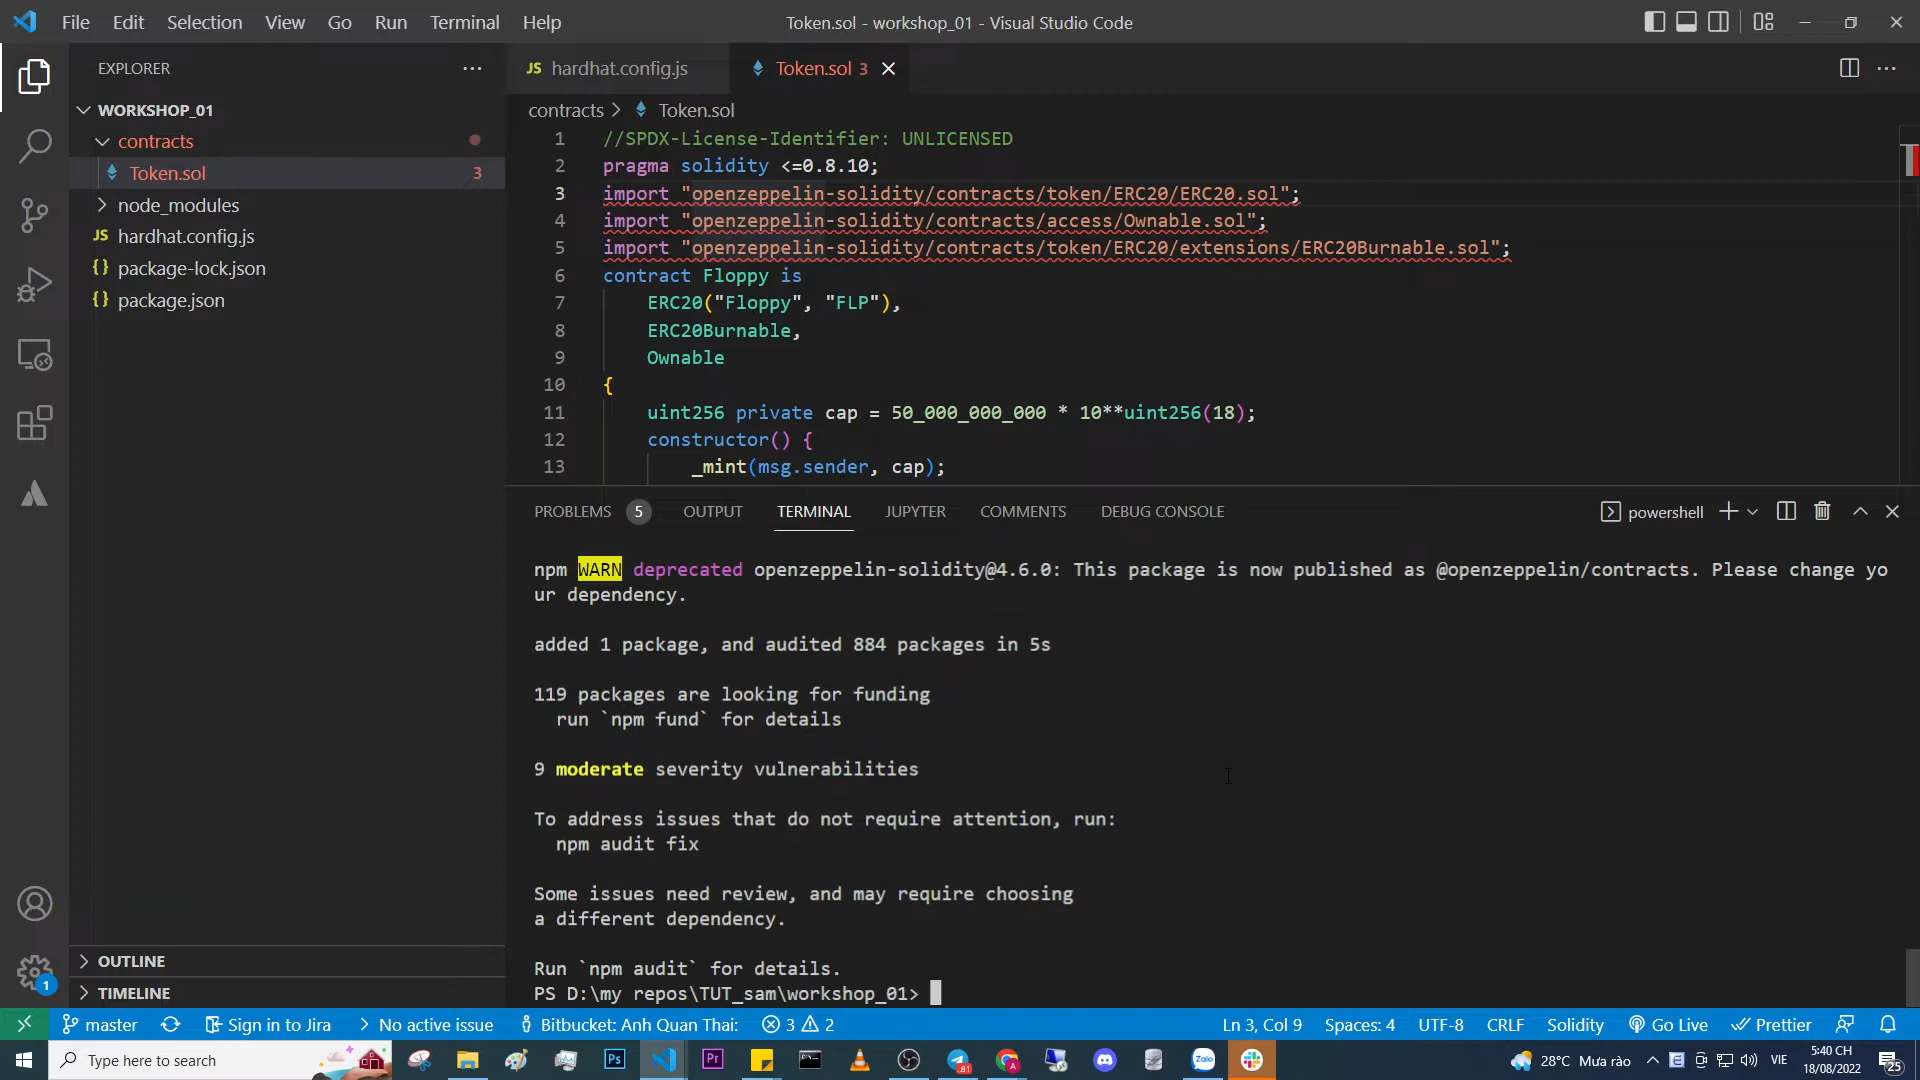 File Edit Selection View Go Run Terminal Help
Token.sol - workshop_01 - Visual Studio Code
EXPLORER
WORKSHOP_01
contracts
Token.sol 3
node_modules
JS hardhat.config.js
{} package-lock.json
{} package.json
OUTLINE
TIMELINE
JS hardhat.config.js
Token.sol 3
contracts > Token.sol
1 //SPDX-License-Identifier: UNLICENSED
2 pragma solidity <=0.8.10;
3 import "openzeppelin-solidity/contracts/token/ERC20/ERC20.sol";
4 import "openzeppelin-solidity/contracts/access/Ownable.sol";
5 import "openzeppelin-solidity/contracts/token/ERC20/extensions/ERC20Burnable.sol";
6 contract Floppy is
7 ERC20("Floppy", "FLP"),
8 ERC20Burnable,
9 Ownable
10 {
11 uint256 private cap = 50_000_000_000 * 10**uint256(18);
12 constructor() {
13 _mint(msg.sender, cap);
PROBLEMS 5 OUTPUT TERMINAL JUPYTER COMMENTS DEBUG CONSOLE
powershell
npm WARN deprecated openzeppelin-solidity@4.6.0: This package is now published as @openzeppelin/contracts. Please change yo
ur dependency.
added 1 package, and audited 884 packages in 5s
119 packages are looking for funding
run `npm fund` for details
9 moderate severity vulnerabilities
To address issues that do not require attention, run:
npm audit fix
Some issues need review, and may require choosing
a different dependency.
Run `npm audit` for details.
PS D:\my repos\TUT_sam\workshop_01>
1
master Sign in to Jira No active issue Bitbucket: Anh Quan Thai: 3 2
Ln 3, Col 9 Spaces: 4 UTF-8 CRLF Solidity Go Live Prettier
Type here to search
Ps Pr 81 A Zalo
28°C Mưa rào VIE
5:40 CH
18/08/2022
25